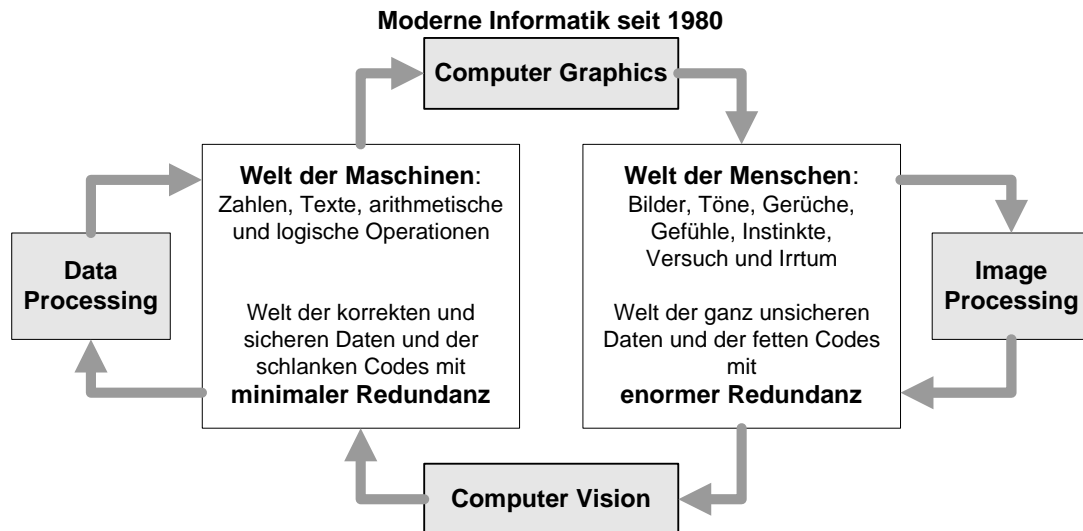 Moderne Informatik seit 1980
Computer Graphics
Welt der Maschinen:
Zahlen, Texte, arithmetische
und logische Operationen
Welt der korrekten und
sicheren Daten und der
schlanken Codes mit
minimaler Redundanz
Welt der Menschen:
Bilder, Töne, Gerüche,
Gefühle, Instinkte,
Versuch und Irrtum
Welt der ganz unsicheren
Daten und der fetten Codes
mit
enormer Redundanz
Data
Processing
Image
Processing
Computer Vision